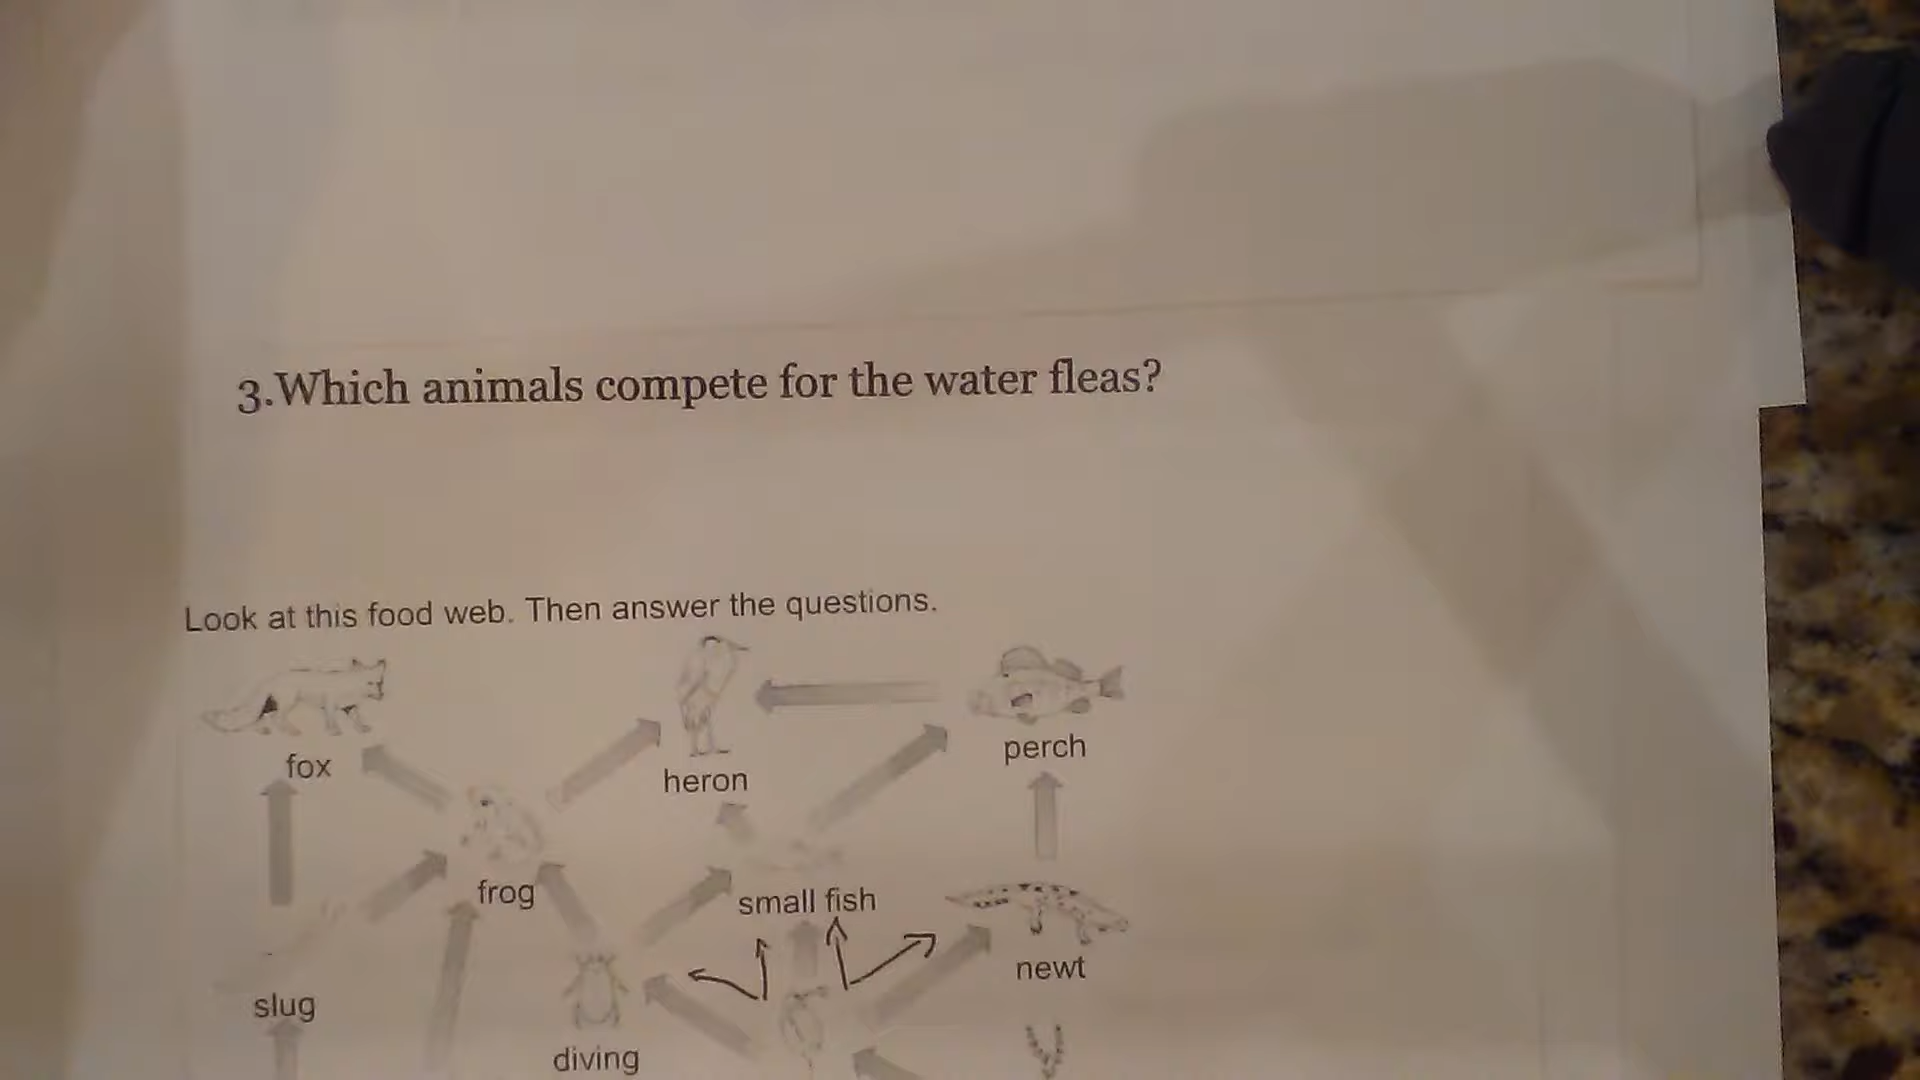 3.Which animals compete for the water fleas?
Look at this food web. Then answer the questions.
fox
heron
perch
frog
small fish
newt
slug
diving